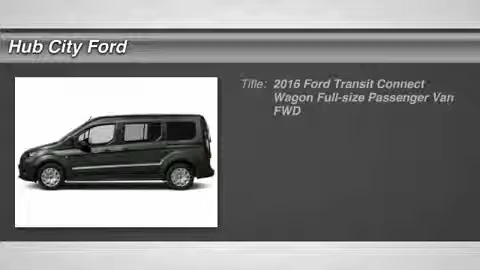 Hub City Ford
Title: 2016 Ford Transit Connect
Wagon Full-size Passenger Van
FWD